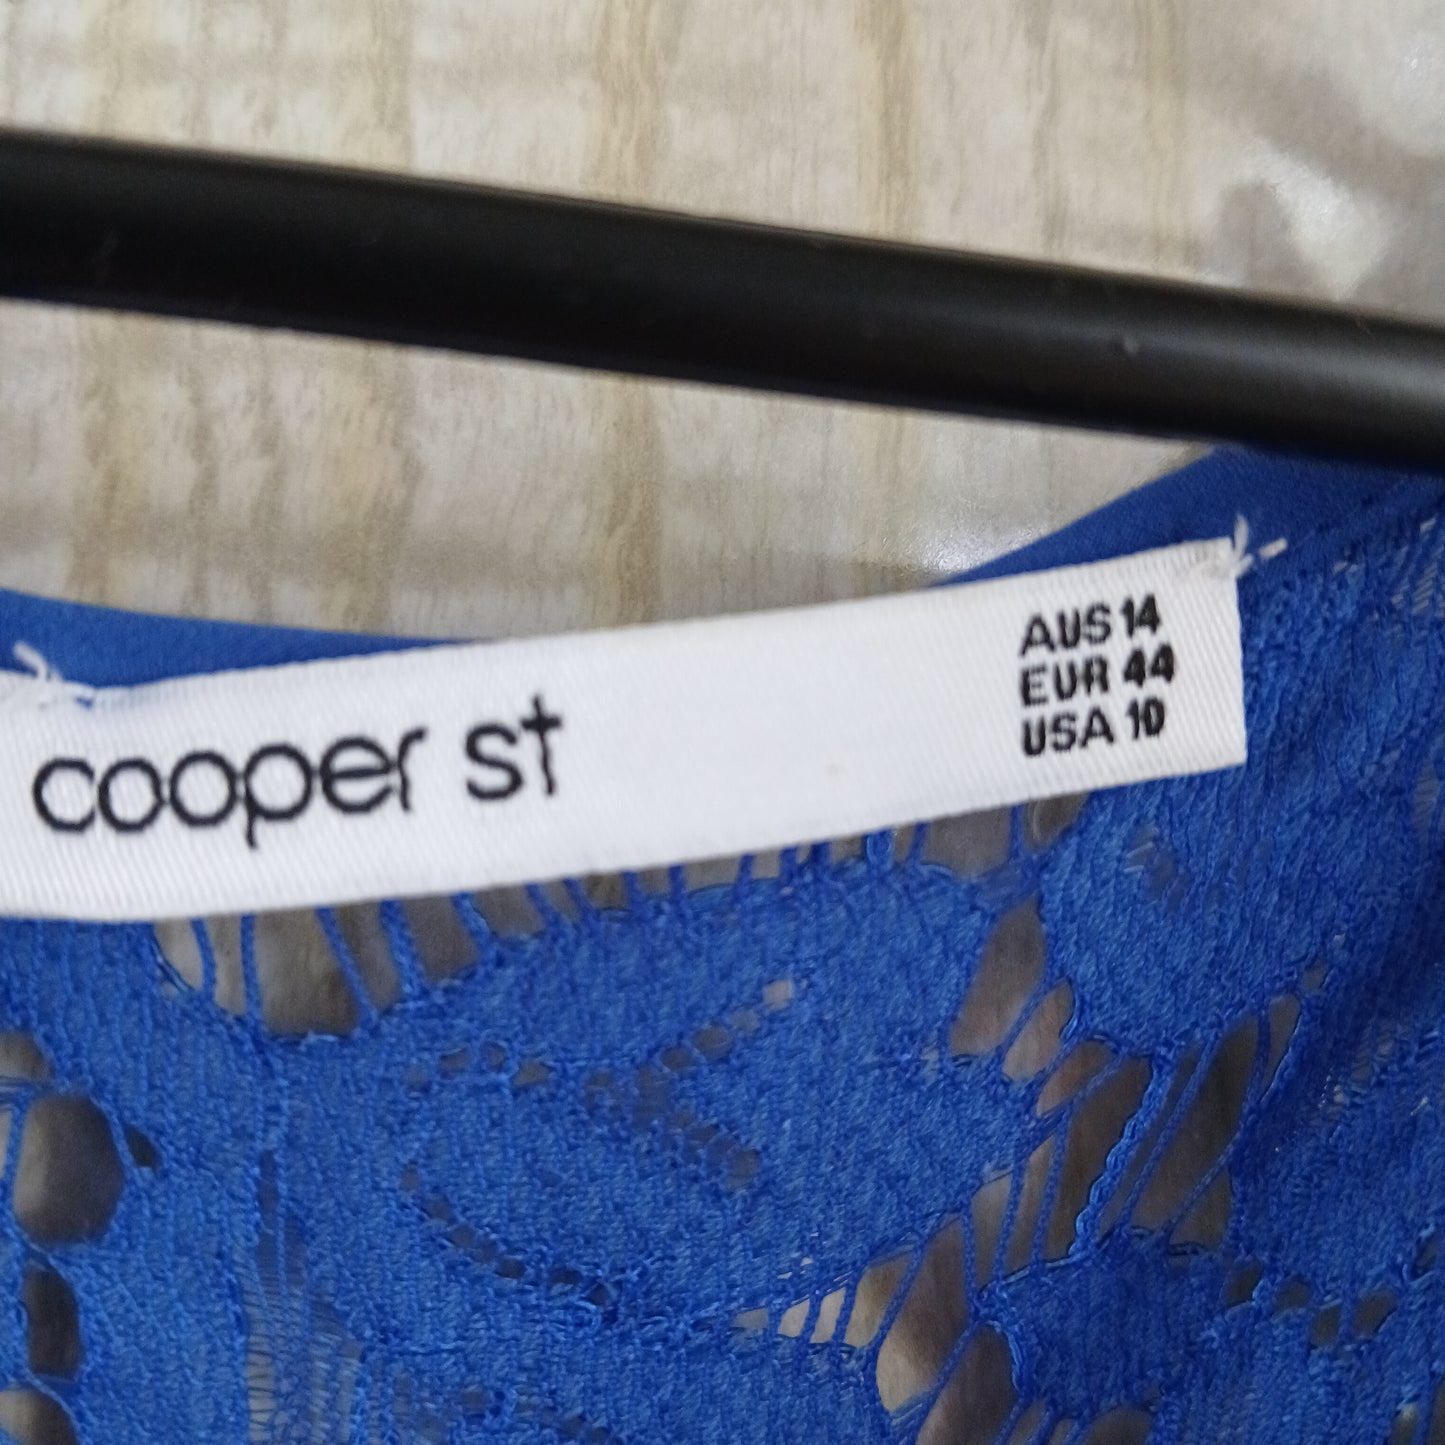 cooper st
AUS 14
EUR 44
USA 10